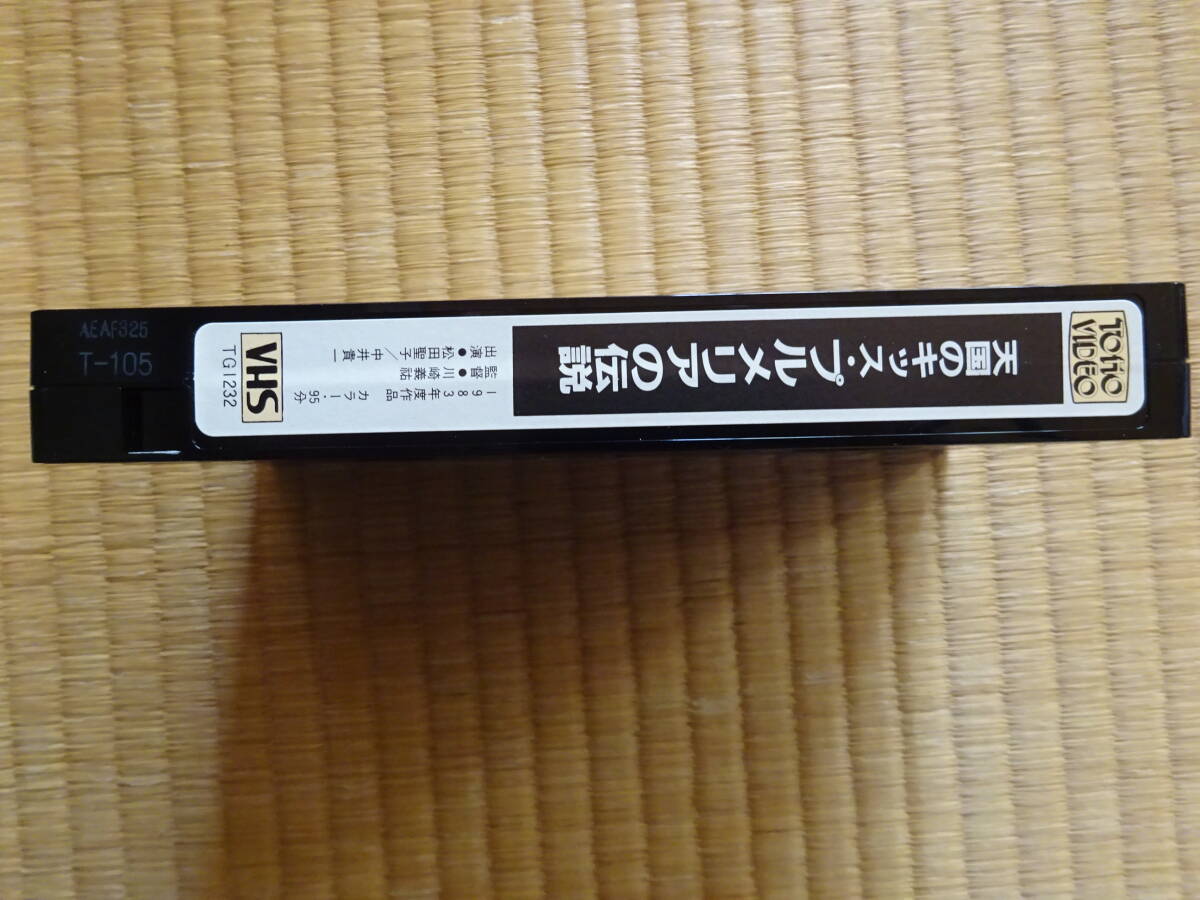 TOHO
VIDEO
天国のキッス・プルメリアの伝説
出演●松田聖子/中井貴一
監督●川崎義祐
1983年度作品 カラー・95分
VHS
TG1232
AEAF325
T-105